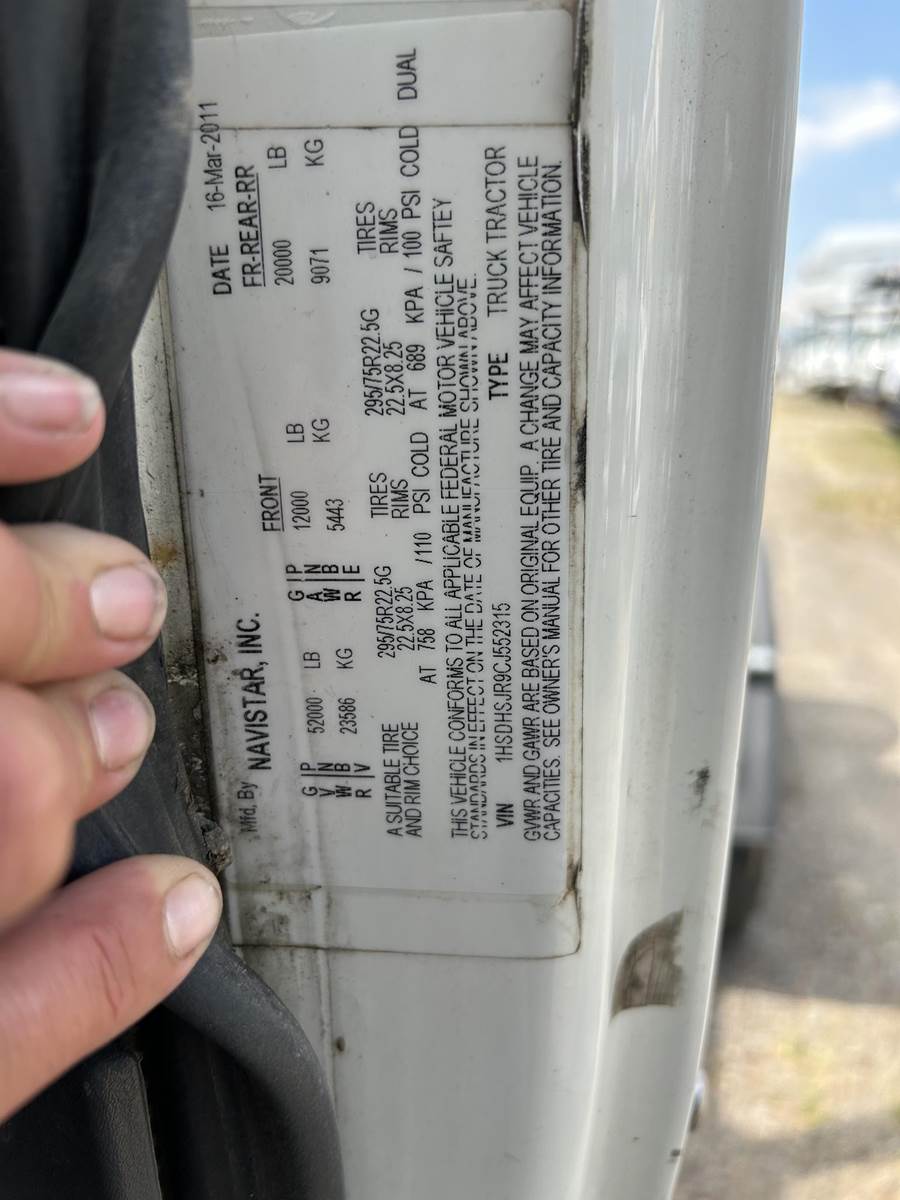 Mfd. By NAVISTAR, INC. DATE 16-Mar-2011
FRONT FR-REAR-RR
GVWR 52000 LB GAWR 12000 LB 20000 LB
PNBV 23586 KG PNBE 5443 KG 9071 KG
A SUITABLE TIRE 295/75R22.5G TIRES 295/75R22.5G TIRES
AND RIM CHOICE 22.5X8.25 RIMS 22.5X8.25 RIMS
AT 758 KPA /110 PSI COLD AT 689 KPA / 100 PSI COLD DUAL
THIS VEHICLE CONFORMS TO ALL APPLICABLE FEDERAL MOTOR VEHICLE SAFTEY
STANDARDS IN EFFECT ON THE DATE OF MANUFACTURE SHOWN ABOVE.
VIN 1HSDHSJR9CJ552315 TYPE TRUCK TRACTOR
GVWR AND GAWR ARE BASED ON ORIGINAL EQUIP. A CHANGE MAY AFFECT VEHICLE
CAPACITIES. SEE OWNER'S MANUAL FOR OTHER TIRE AND CAPACITY INFORMATION.